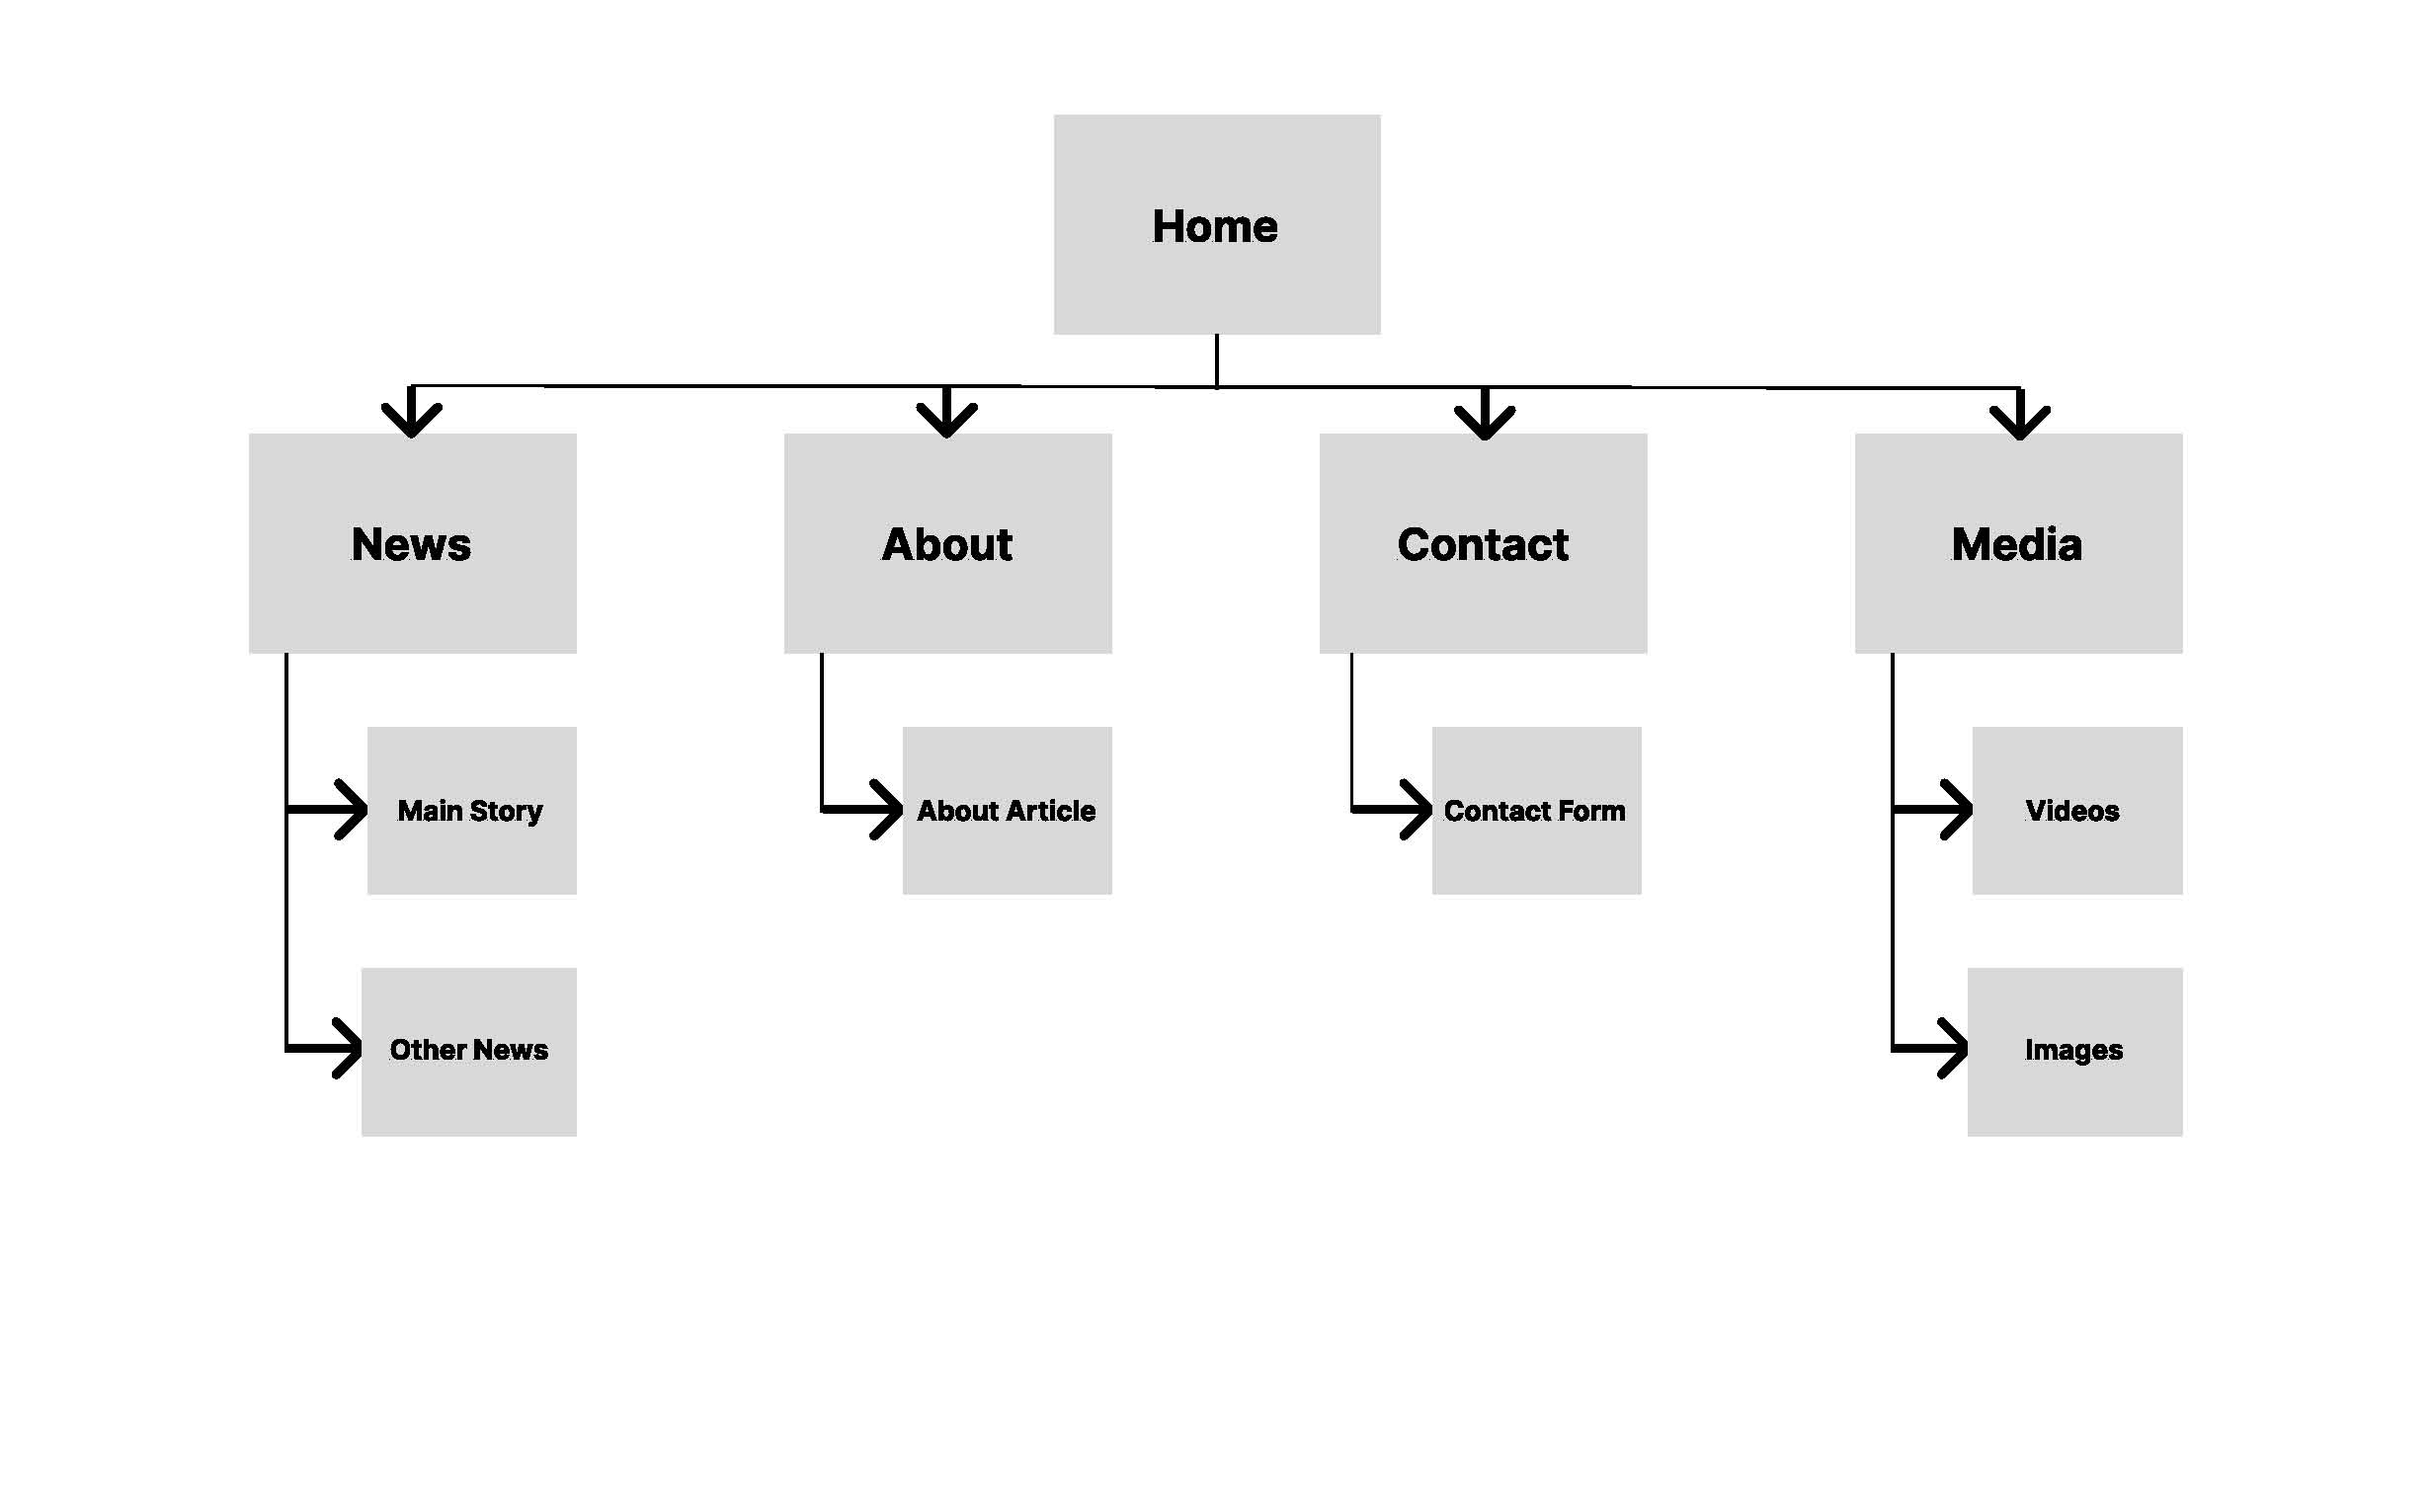 Home
News
About
Contact
Media
Main Story
About Article
Contact Form
Videos
Other News
Images